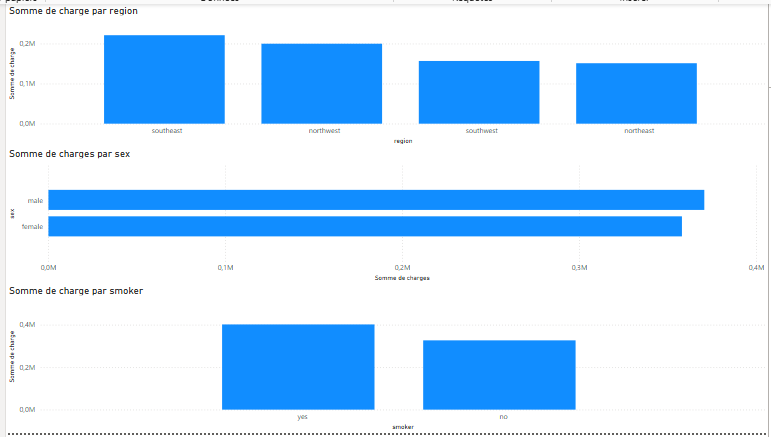 Somme de charge par region
Somme de charge
0,2M
0,1M
0,0M
southeast
northwest
southwest
northeast
region
Somme de charges par sex
sex
male
female
0,0M
0,1M
0,2M
0,3M
0,4M
Somme de charges
Somme de charge par smoker
Somme de charge
0,4M
0,2M
0,0M
yes
no
smoker